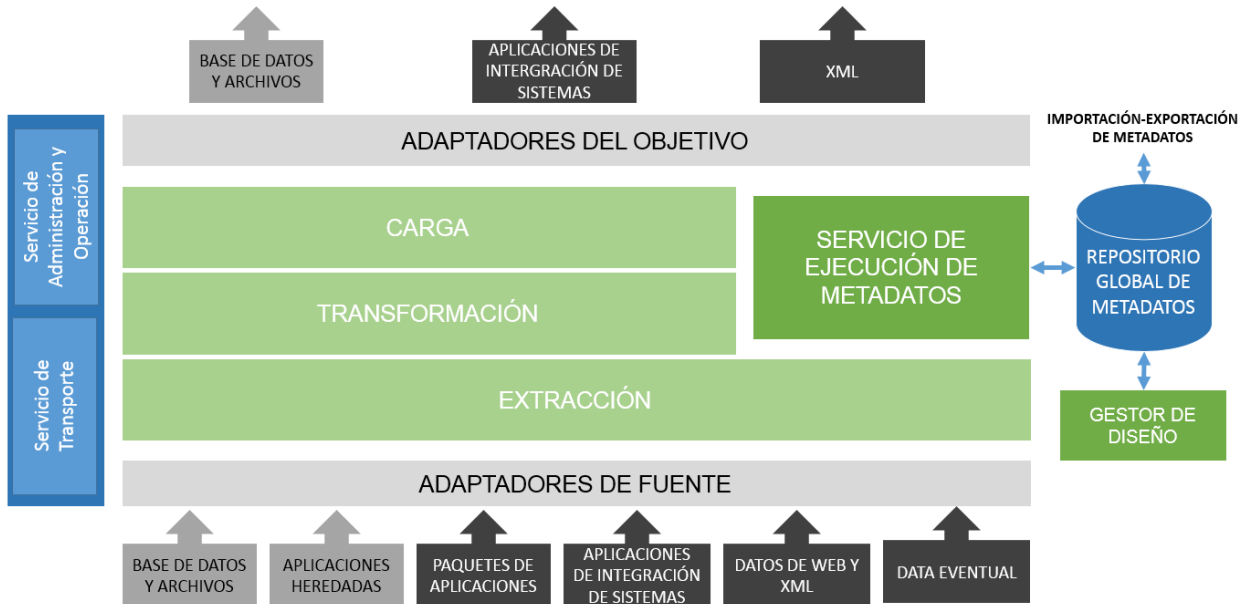 BASE DE DATOS
Y ARCHIVOS
APLICACIONES DE
INTERGRACIÓN DE
SISTEMAS
XML
ADAPTADORES DEL OBJETIVO
IMPORTACIÓN-EXPORTACIÓN
DE METADATOS
Servicio de
Administración y
Operación
CARGA
SERVICIO DE
EJECUCIÓN DE
METADATOS
REPOSITORIO
GLOBAL DE
METADATOS
TRANSFORMACIÓN
Servicio de
Transporte
EXTRACCIÓN
GESTOR DE
DISEÑO
ADAPTADORES DE FUENTE
BASE DE DATOS
Y ARCHIVOS
APLICACIONES
HEREDADAS
PAQUETES DE
APLICACIONES
APLICACIONES
DE INTEGRACIÓN DE
SISTEMAS
DATOS DE WEB Y
XML
DATA EVENTUAL